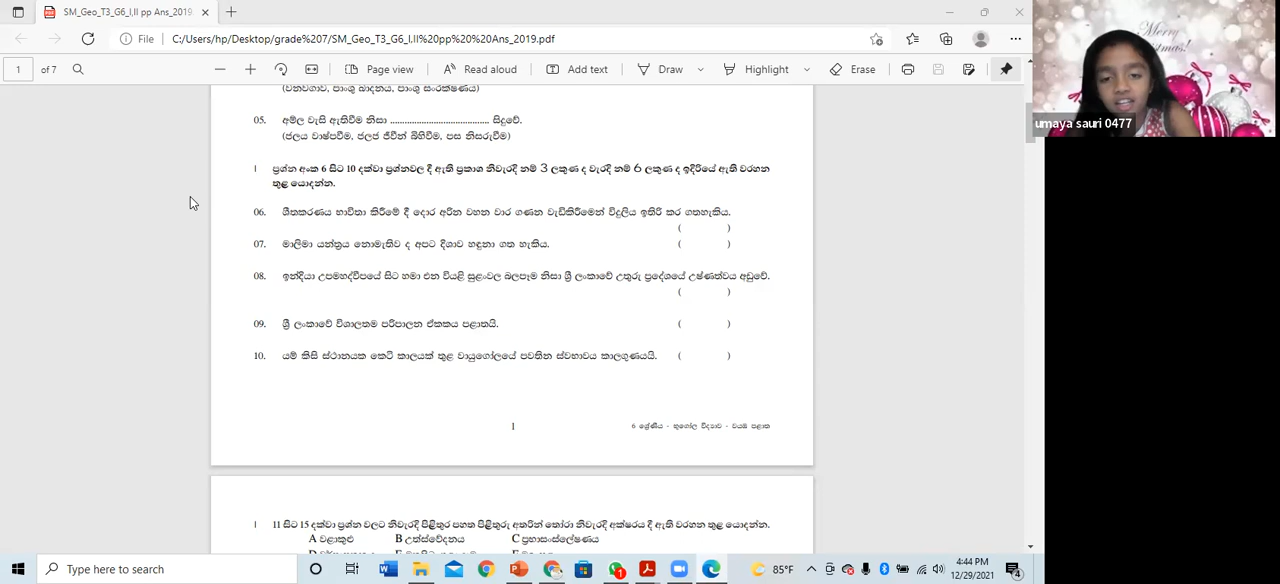 SM_Geo_T3_G6_I,II pp Ans_2019
File
C:/Users/hp/Desktop/grade%207/SM_Geo_T3_G6_I,II%20pp%20%20Ans_2019.pdf
1 of 7
Page view
Read aloud
Add text
Draw
Highlight
Erase
Merry
umaya sauri 0477
(වනවගාව, පාංශු ඛාදනය, පාංශු සංරක්ෂණය)
05. අම්ල වැසි ඇතිවීම නිසා ........................................ සිදුවේ.
(ජලය වාෂ්පවීම, ජලජ ජීවීන් බිහිවීම, පස නිසරුවීම)
I ප්‍රශ්න අංක 6 සිට 10 දක්වා ප්‍රශ්නවල දී ඇති ප්‍රකාශ නිවැරදි නම් 3 ලකුණ ද වැරදි නම් 6 ලකුණ ද ඉදිරියේ ඇති වරහන
තුළ යොදන්න.
06. ශීතකරණය භාවිතා කිරීමේ දී දොර අරින වහන වාර ගණන වැඩිකිරීමෙන් විදුලිය ඉතිරි කර ගතහැකිය.
( )
07. මාලිමා යන්ත්‍රය නොමැතිව ද අපට දිශාව හඳුනා ගත හැකිය. ( )
08. ඉන්දියා උපමහද්වීපයේ සිට හමා එන වියළි සුළංවල බලපෑම නිසා ශ්‍රී ලංකාවේ උතුරු ප්‍රදේශයේ උෂ්ණත්වය අඩුවේ.
( )
09. ශ්‍රී ලංකාවේ විශාලතම පරිපාලන ඒකකය පළාතයි. ( )
10. යම් කිසි ස්ථානයක කෙටි කාලයක් තුළ වායුගෝලයේ පවතින ස්වභාවය කාලගුණයයි. ( )
1
6 ශ්‍රේණිය - භූගෝල විද්‍යාව - වයඹ පළාත
I 11 සිට 15 දක්වා ප්‍රශ්න වලට නිවැරදි පිළිතුර පහත පිළිතුරු අතරින් තෝරා නිවැරදි අක්ෂරය දී ඇති වරහන තුළ යොදන්න.
A වළාකුළු B උත්ස්වේදනය C ප්‍රභාසංස්ලේෂණය
Type here to search
85°F
4:44 PM
12/29/2021